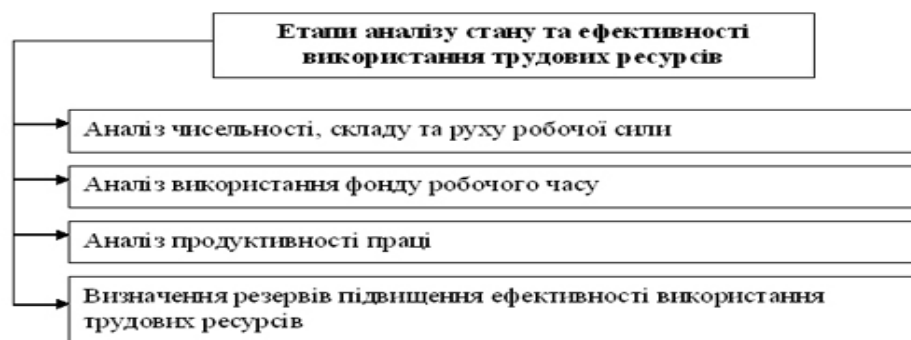 Етапи аналізу стану та ефективності
використання трудових ресурсів
Аналіз чисельності, складу та руху робочої сили
Аналіз використання фонду робочого часу
Аналіз продуктивності праці
Визначення резервів підвищення ефективності використання
трудових ресурсів